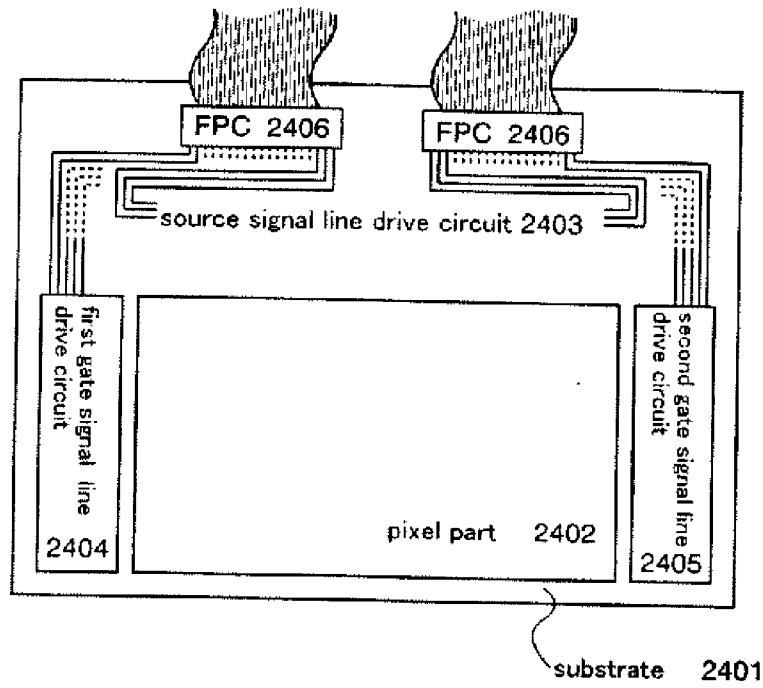 FPC 2406
FPC 2406
source signal line drive circuit 2403
first gate signal line
drive circuit
2404
second gate signal line
drive circuit
2405
pixel part 2402
substrate 2401